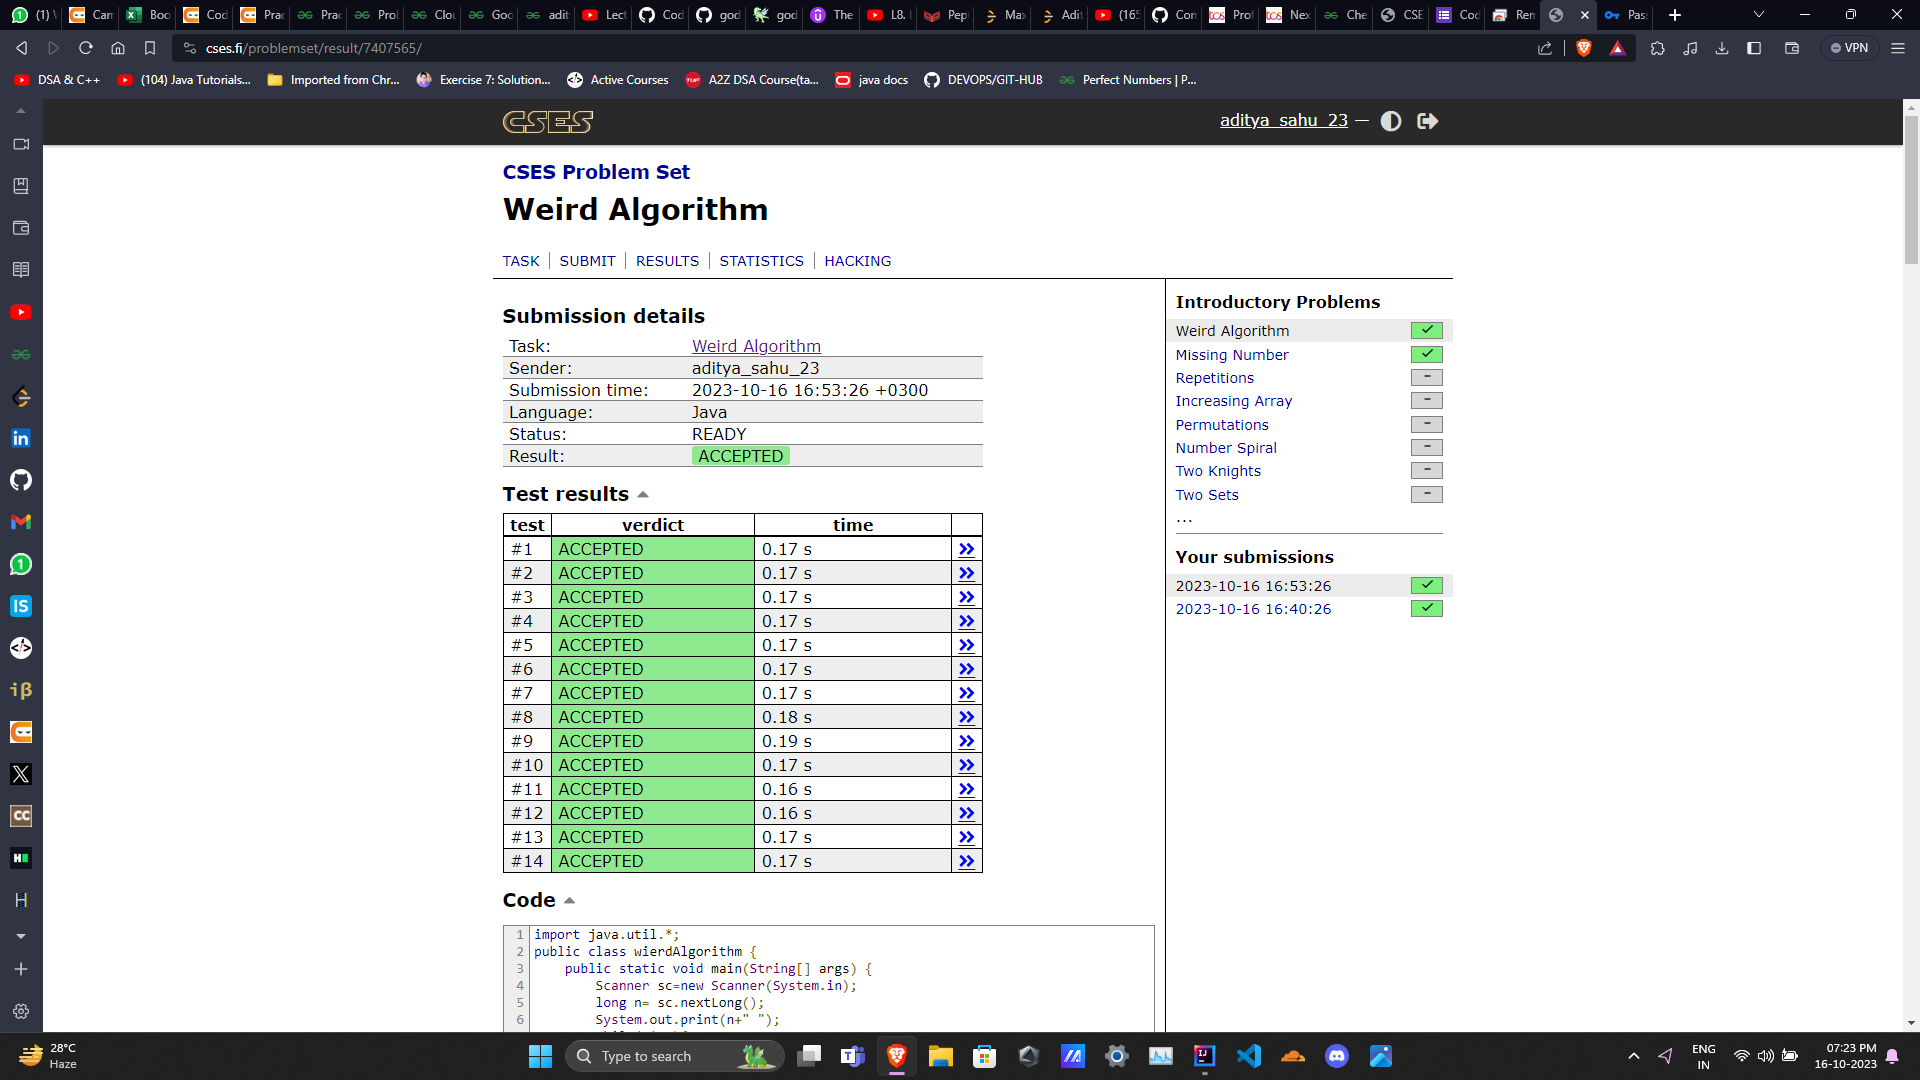 (1) \
Can
Boo
Cod
Prac
Prac
Prob
Clou
Goo
adit
Lect
Cod
god
god
The
L8.
Pept
Max
Adit
(165
Con
Prof
Nex
Che
CSE
Cod
Rem
Pass
cses.fi/problemset/result/7407565/
VPN
DSA & C++
(104) Java Tutorials...
Imported from Chr...
Exercise 7: Solution...
Active Courses
A2Z DSA Course(ta...
java docs
DEVOPS/GIT-HUB
Perfect Numbers | P...
CSES
aditya_sahu_23 —
CSES Problem Set
Weird Algorithm
TASK | SUBMIT | RESULTS | STATISTICS | HACKING
Submission details
Task: Weird Algorithm
Sender: aditya_sahu_23
Submission time: 2023-10-16 16:53:26 +0300
Language: Java
Status: READY
Result: ACCEPTED
Test results
test verdict time
#1 ACCEPTED 0.17 s »
#2 ACCEPTED 0.17 s »
#3 ACCEPTED 0.17 s »
#4 ACCEPTED 0.17 s »
#5 ACCEPTED 0.17 s »
#6 ACCEPTED 0.17 s »
#7 ACCEPTED 0.17 s »
#8 ACCEPTED 0.18 s »
#9 ACCEPTED 0.19 s »
#10 ACCEPTED 0.17 s »
#11 ACCEPTED 0.16 s »
#12 ACCEPTED 0.16 s »
#13 ACCEPTED 0.17 s »
#14 ACCEPTED 0.17 s »
Code
1 import java.util.*;
2 public class wierdAlgorithm {
3 public static void main(String[] args) {
4 Scanner sc=new Scanner(System.in);
5 long n= sc.nextLong();
6 System.out.print(n+" ");
Introductory Problems
Weird Algorithm
Missing Number
Repetitions –
Increasing Array –
Permutations –
Number Spiral –
Two Knights –
Two Sets –
...
Your submissions
2023-10-16 16:53:26
2023-10-16 16:40:26
28°C
Haze
Type to search
ENG
IN
07:23 PM
16-10-2023